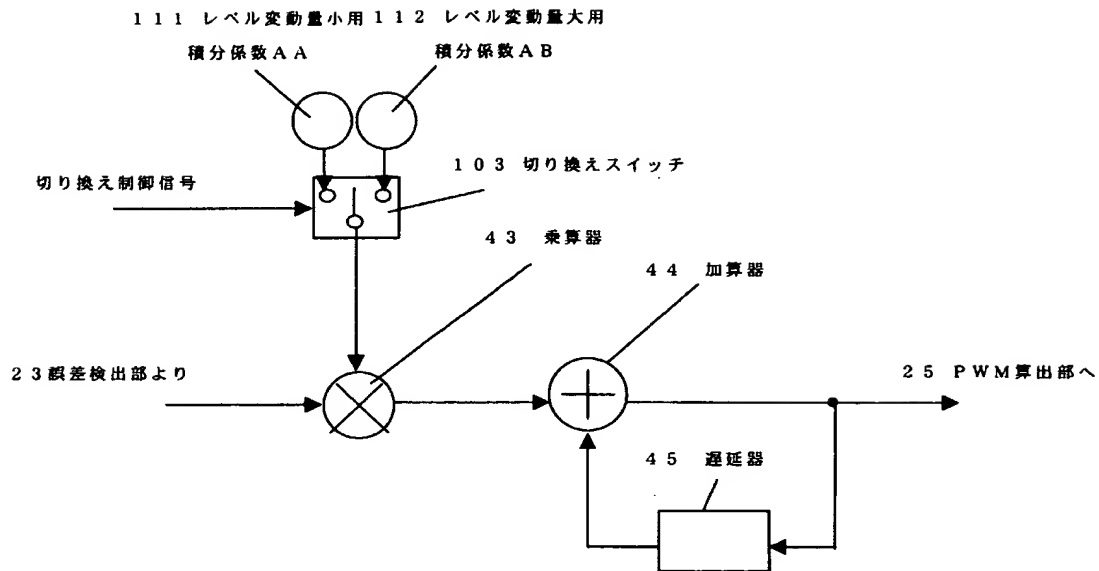 １１１ レベル変動量小用 １１２ レベル変動量大用
積分係数ＡＡ 積分係数ＡＢ
１０３ 切り換えスイッチ
切り換え制御信号
４３ 乗算器
４４ 加算器
２３誤差検出部より
２５ ＰＷＭ算出部へ
４５ 遅延器